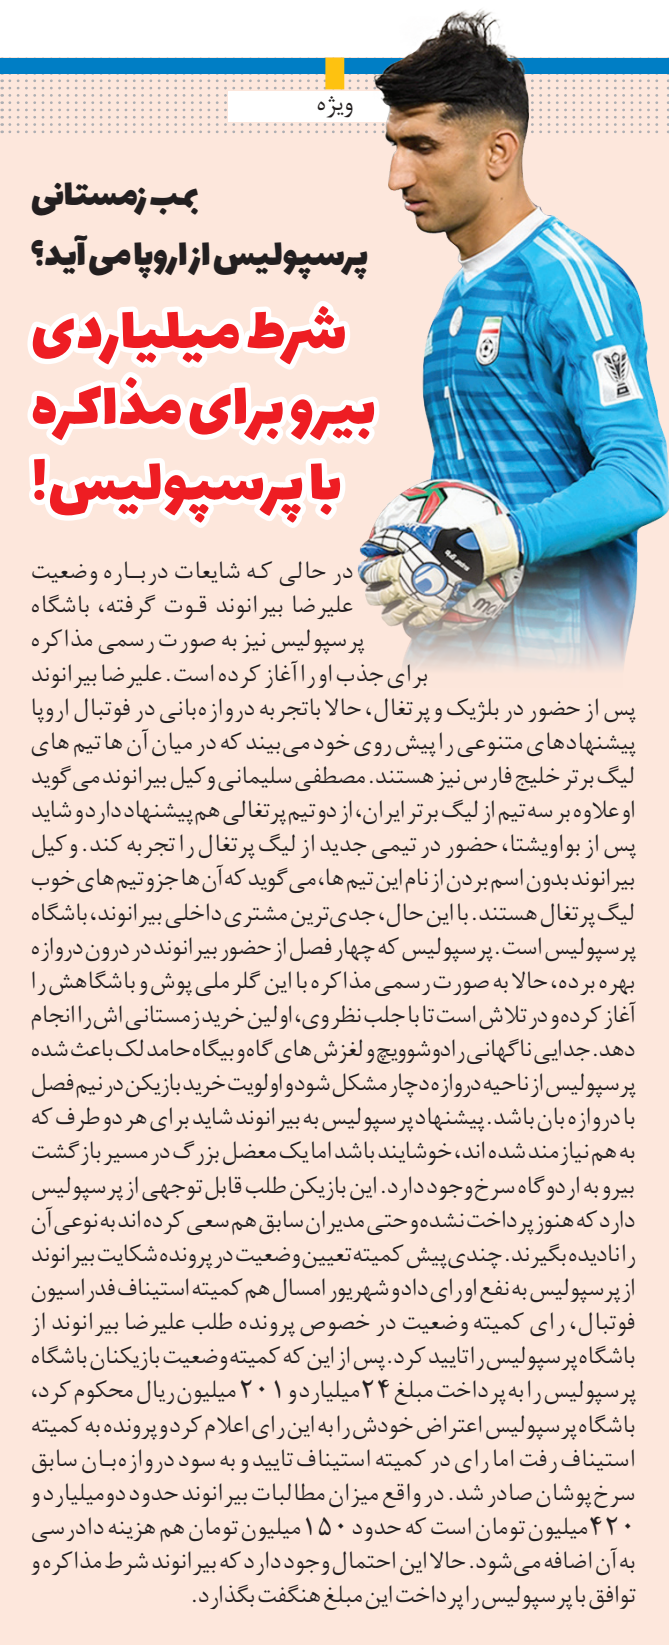 ویژه
بمب زمستانی
پرسپولیس از اروپا می‌آید؟
شرط میلیاردی
بیرو برای مذاکره
با پرسپولیس!
در حالی که شایعات دربـاره وضعیت
علیرضا بیرانوند قـوت گرفته، باشگاه
پرسپولیس نیز به صورت رسمی مذاکره
برای جذب او را آغاز کرده است. علیرضا بیرانوند
پس از حضور در بلژیک و پرتغال، حالا با تجربه دروازه‌بانی در فوتبال اروپا
پیشنهادهای متنوعی را پیش روی خود می‌بیند که در میان آن ها تیم های
لیگ برتر خلیج فارس نیز هستند. مصطفی سلیمانی وکیل بیرانوند می گوید
او علاوه بر سه تیم از لیگ برتر ایران، از دو تیم پرتغالی هم پیشنهاد دارد و شاید
پس از بواویشتا، حضور در تیمی جدید از لیگ پرتغال را تجربه کند. وکیل
بیرانوند بدون اسم بردن از نام این تیم ها، می گوید که آن ها جزو تیم های خوب
لیگ پرتغال هستند. با این حال، جدی‌ترین مشتری داخلی بیرانوند، باشگاه
پرسپولیس است. پرسپولیس که چهار فصل از حضور بیرانوند در درون دروازه
بهره برده، حالا به صورت رسمی مذاکره با این گلر ملی پوش و باشگاهش را
آغاز کرده و در تلاش است تا با جلب نظر وی، اولین خرید زمستانی اش را انجام
دهد. جدایی ناگهانی رادوشوویچ و لغزش های گاه و بیگاه حامد لک باعث شده
پرسپولیس از ناحیه دروازه دچار مشکل شود و اولویت خرید بازیکن در نیم فصل
با دروازه بان باشد. پیشنهاد پرسپولیس به بیرانوند شاید برای هر دو طرف که
به هم نیازمند شده اند، خوشایند باشد اما یک معضل بزرگ در مسیر بازگشت
بیرو به اردوگاه سرخ وجود دارد. این بازیکن طلب قابل توجهی از پرسپولیس
دارد که هنوز پرداخت نشده و حتی مدیران سابق هم سعی کرده اند به نوعی آن
را نادیده بگیرند. چندی پیش کمیته تعیین وضعیت در پرونده شکایت بیرانوند
از پرسپولیس به نفع او رای داد و شهریور امسال هم کمیته استیناف فدراسیون
فوتبال، رای کمیته وضعیت در خصوص پرونده طلب علیرضا بیرانوند از
باشگاه پرسپولیس را تایید کرد. پس از این که کمیته وضعیت بازیکنان باشگاه
پرسپولیس را به پرداخت مبلغ ۲۴ میلیارد و ۲۰۱ میلیون ریال محکوم کرد،
باشگاه پرسپولیس اعتراض خودش را به این رای اعلام کرد و پرونده به کمیته
استیناف رفت اما رای در کمیته استیناف تایید و به سود دروازه‌بـان سابق
سرخ‌پوشان صادر شد. در واقع میزان مطالبات بیرانوند حدود دو میلیارد و
۴۲۰ میلیون تومان است که حدود ۱۵۰ میلیون تومان هم هزینه دادرسی
به آن اضافه می‌شود. حالا این احتمال وجود دارد که بیرانوند شرط مذاکره و
توافق با پرسپولیس را پرداخت این مبلغ هنگفت بگذارد.